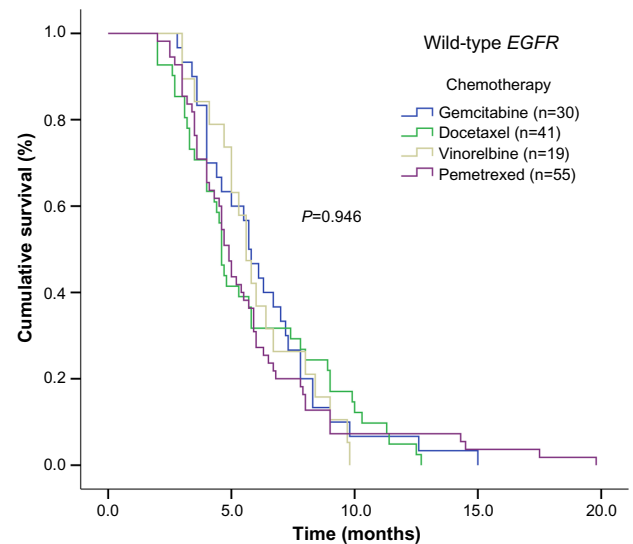 Wild-type EGFR
Chemotherapy
Gemcitabine (n=30)
Docetaxel (n=41)
Vinorelbine (n=19)
Pemetrexed (n=55)
P=0.946
Cumulative survival (%)
1.0
0.8
0.6
0.4
0.2
0.0
0.0 5.0 10.0 15.0 20.0
Time (months)